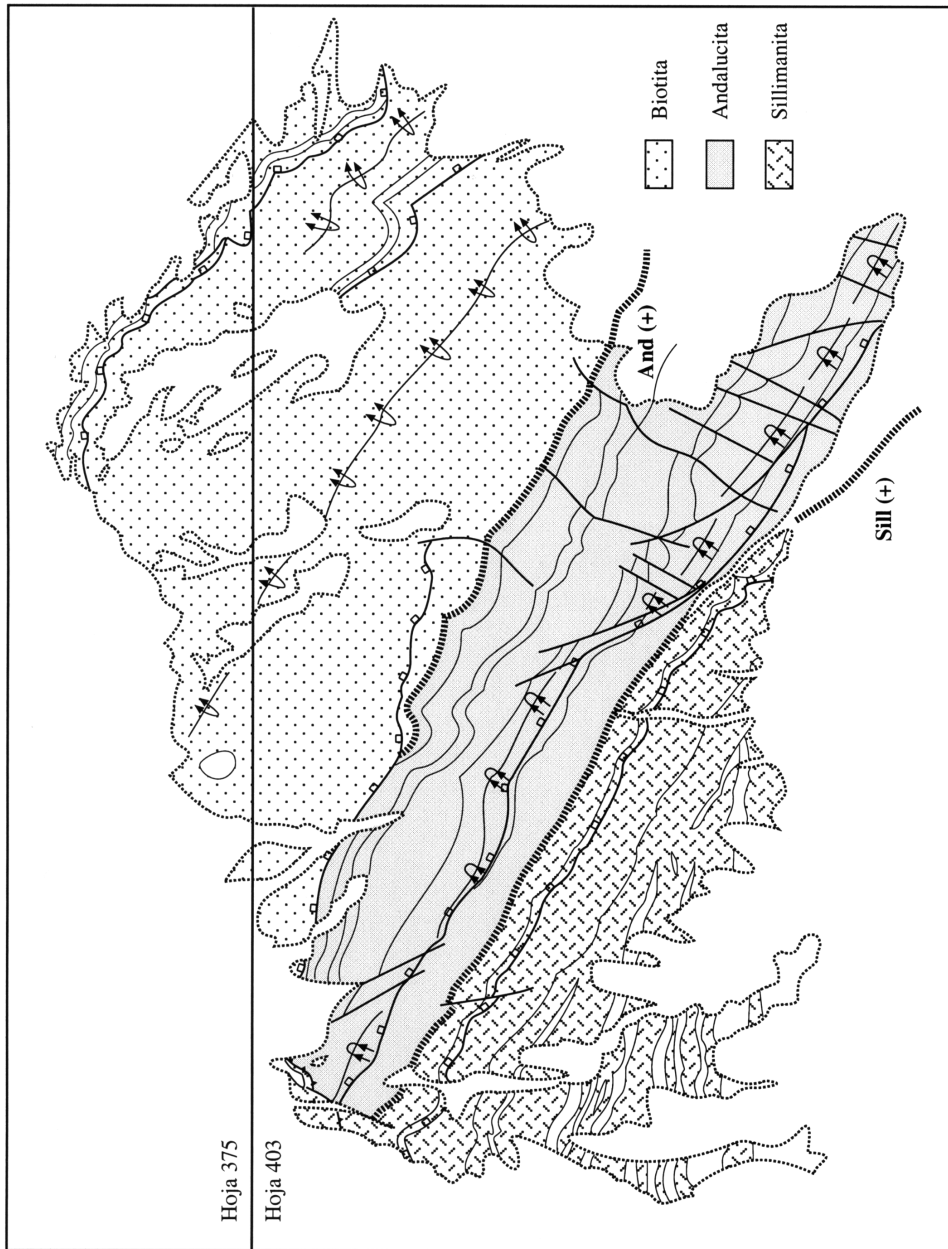 Hoja 375
Hoja 403
Biotita
Andalucita
Sillimanita
And (+)
Sill (+)